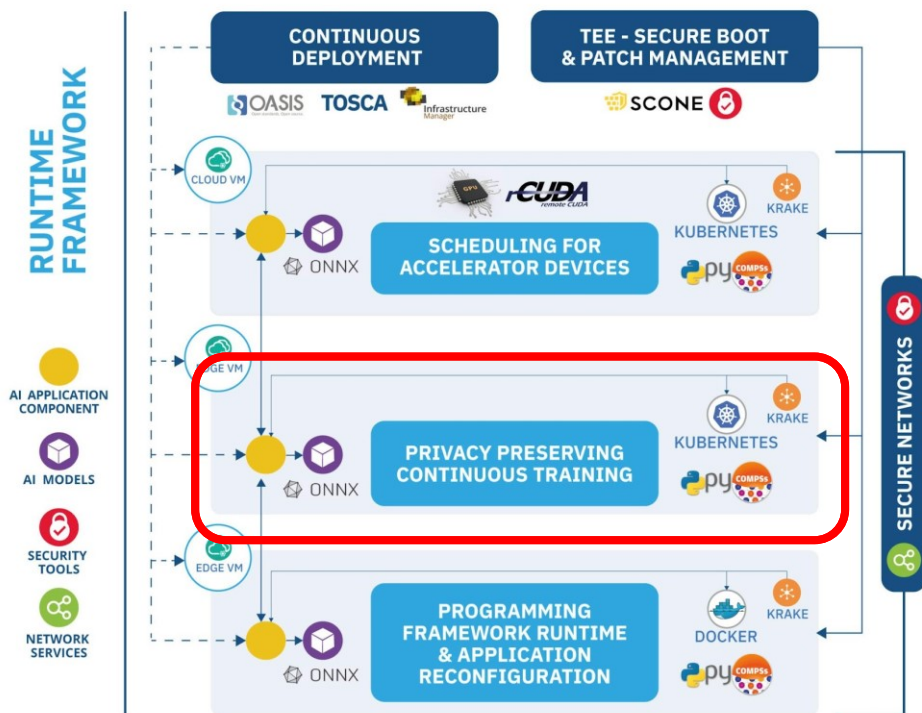 RUNTIME
FRAMEWORK
CONTINUOUS
DEPLOYMENT
TEE - SECURE BOOT
& PATCH MANAGEMENT
OASIS
TOSCA
Infrastructure
Manager
SCONE
CLOUD VM
GPU
rCUDA
remote CUDA
KUBERNETES
KRAKE
ONNX
SCHEDULING FOR
ACCELERATOR DEVICES
py COMPSs
EDGE VM
KUBERNETES
KRAKE
ONNX
PRIVACY PRESERVING
CONTINUOUS TRAINING
py COMPSs
EDGE VM
DOCKER
KRAKE
ONNX
PROGRAMMING
FRAMEWORK RUNTIME
& APPLICATION
RECONFIGURATION
py COMPSs
AI APPLICATION
COMPONENT
AI MODELS
SECURITY
TOOLS
NETWORK
SERVICES
SECURE NETWORKS